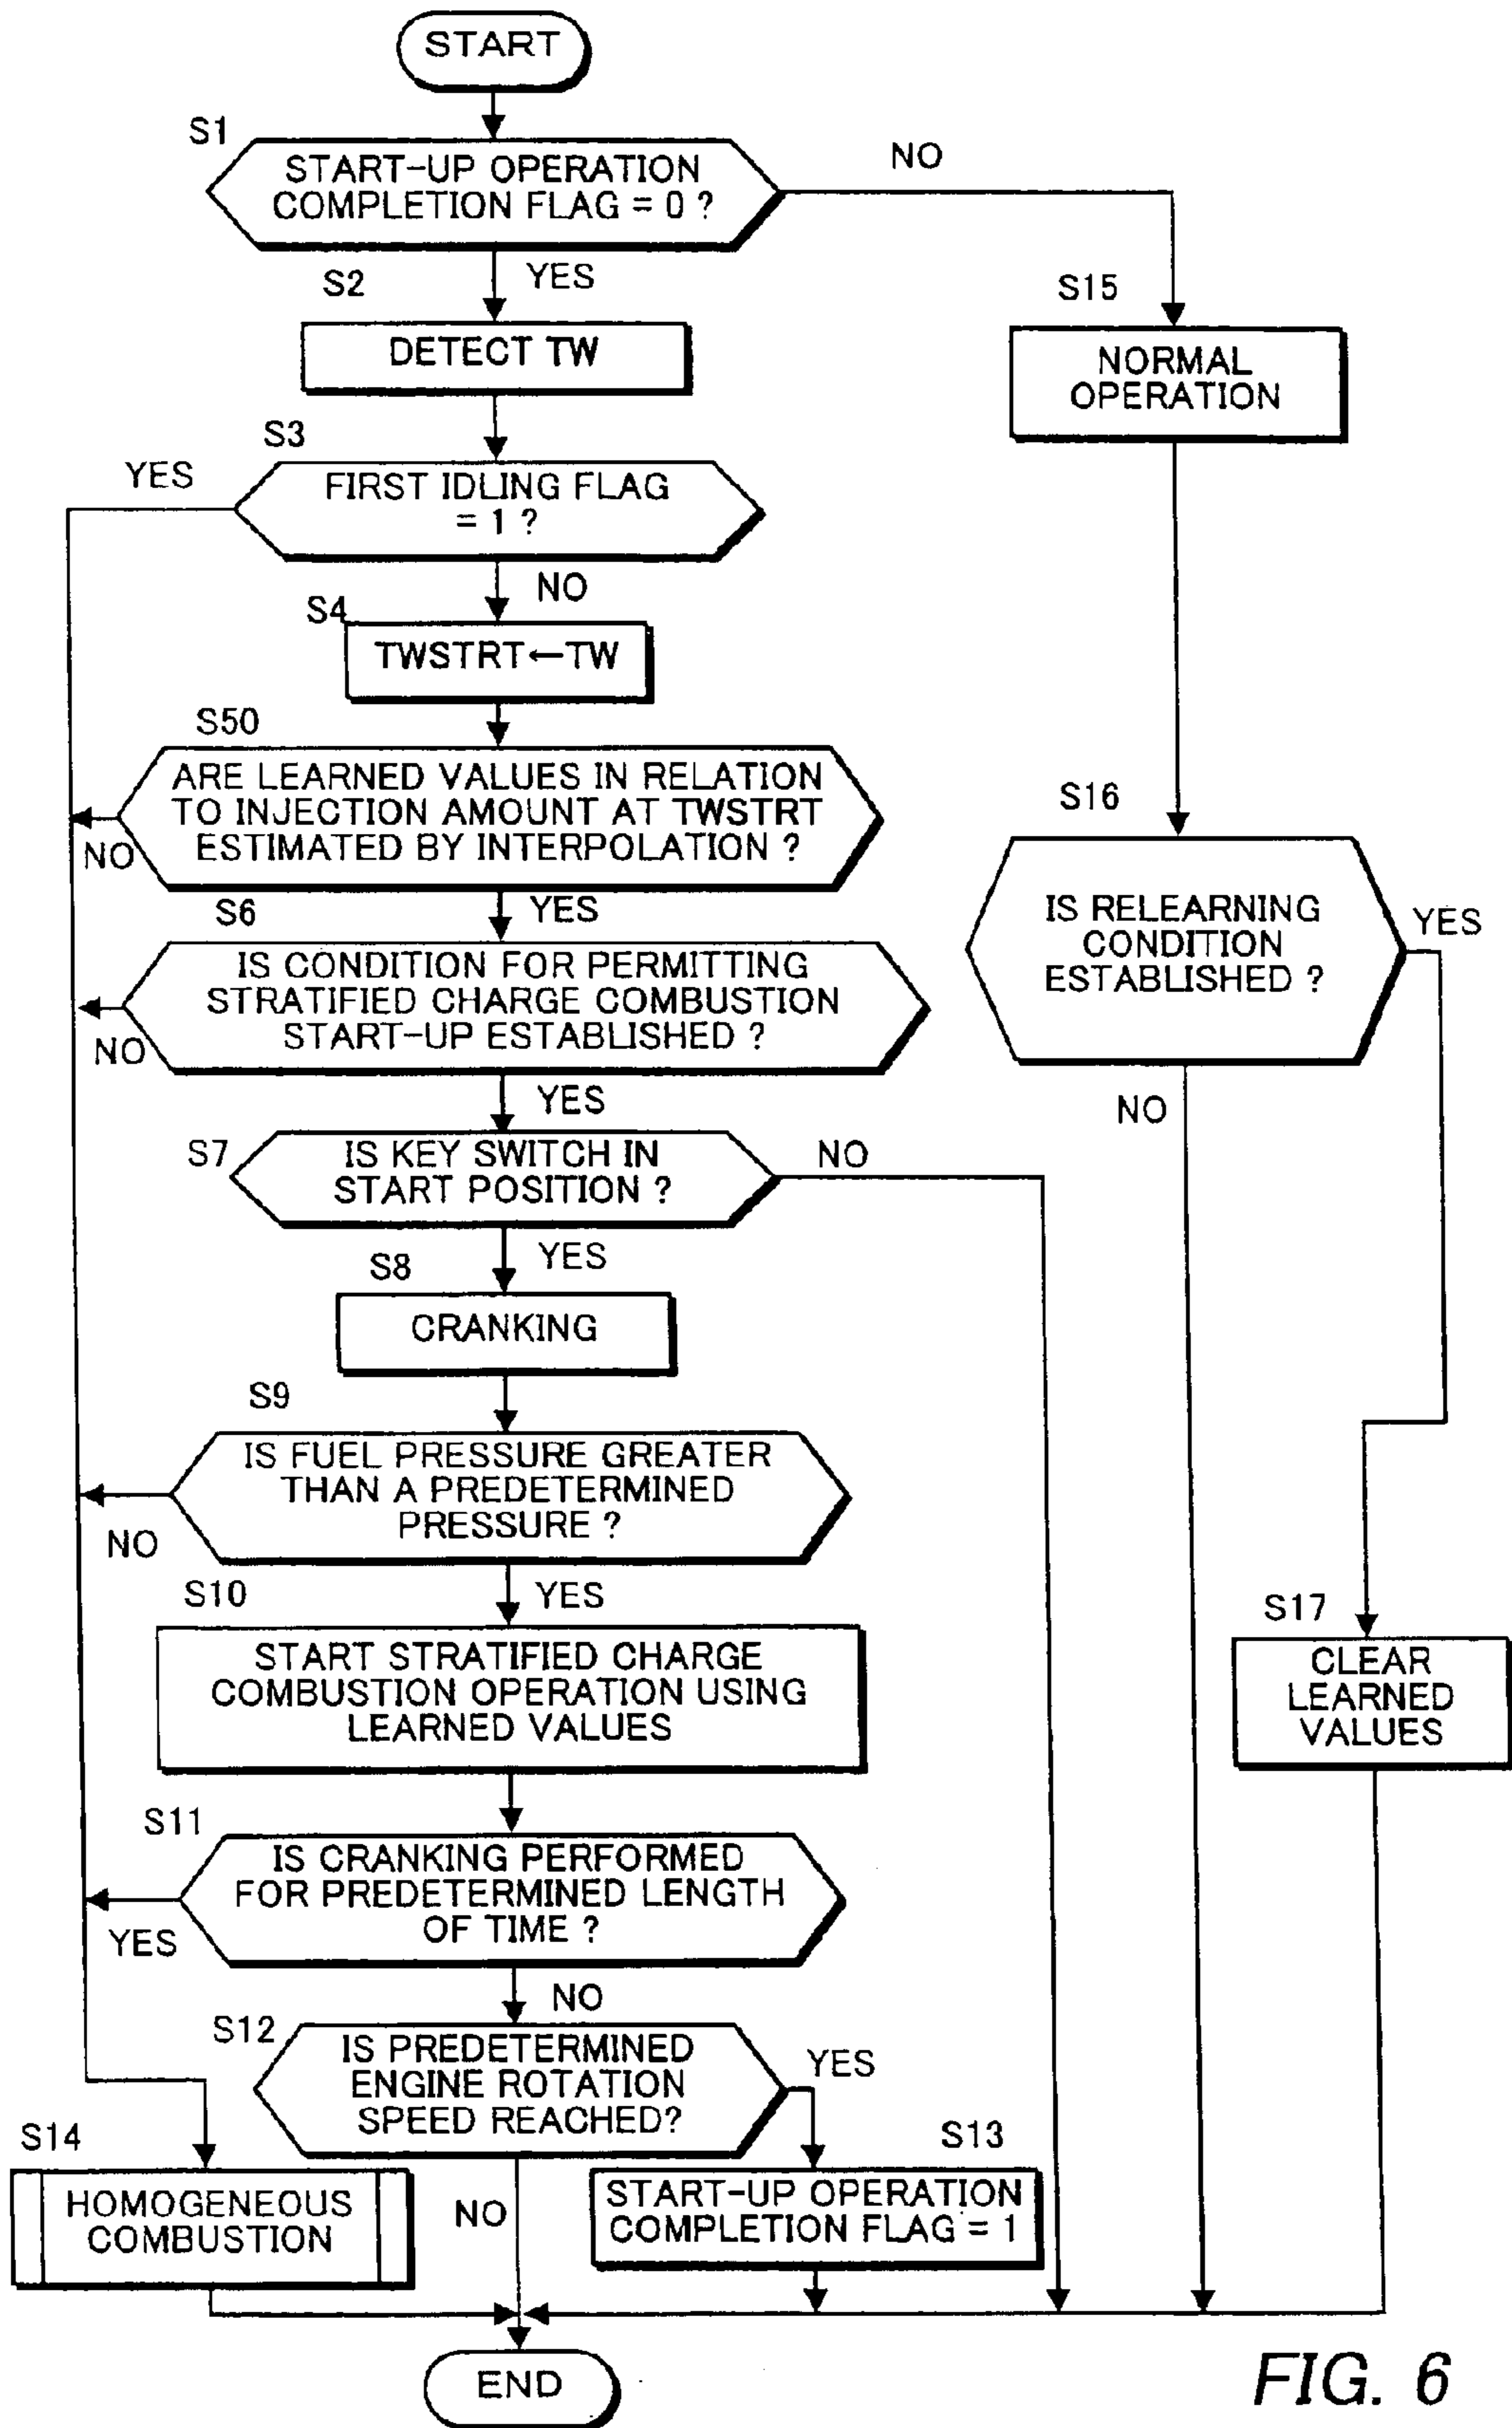 START
S1
START-UP OPERATION
COMPLETION FLAG = 0 ?
NO
YES
S2
DETECT TW
S15
NORMAL
OPERATION
S3
YES
FIRST IDLING FLAG
= 1 ?
NO
S4
TWSTRT←TW
S50
ARE LEARNED VALUES IN RELATION
TO INJECTION AMOUNT AT TWSTRT
ESTIMATED BY INTERPOLATION ?
NO
YES
S16
IS RELEARNING
CONDITION
ESTABLISHED ?
YES
NO
S6
IS CONDITION FOR PERMITTING
STRATIFIED CHARGE COMBUSTION
START-UP ESTABLISHED ?
NO
YES
S7
IS KEY SWITCH IN
START POSITION ?
NO
YES
S8
CRANKING
S9
IS FUEL PRESSURE GREATER
THAN A PREDETERMINED
PRESSURE ?
NO
YES
S10
START STRATIFIED CHARGE
COMBUSTION OPERATION USING
LEARNED VALUES
S17
CLEAR
LEARNED
VALUES
S11
IS CRANKING PERFORMED
FOR PREDETERMINED LENGTH
OF TIME ?
YES
NO
S12
IS PREDETERMINED
ENGINE ROTATION
SPEED REACHED?
YES
NO
S13
START-UP OPERATION
COMPLETION FLAG = 1
S14
HOMOGENEOUS
COMBUSTION
END
FIG. 6